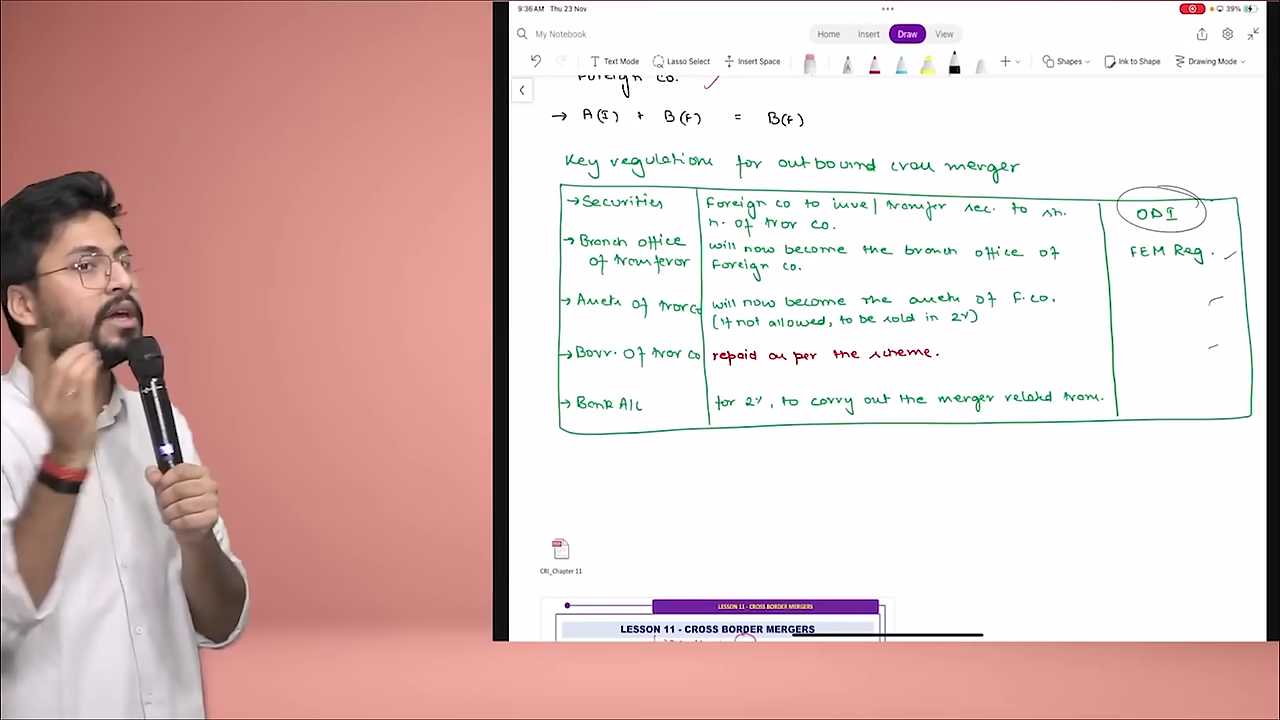 9:36 AM Thu 23 Nov
39%
My Notebook
Home Insert Draw View
Text Mode Lasso Select Insert Space Shapes Ink to Shape Drawing Mode
Foreign Co.
→ A(I) + B(F) = B(F)
Key regulations for outbound cross merger
→ Securities
Foreign co to issue / transfer sec. to sh.
h. of tror co.
ODI
→ Branch office
of transferor
will now become the branch office of
Foreign co.
FEM Reg.
→ Assets of tror co
will now become the assets of F. co.
(If not allowed, to be sold in 2Y)
→ Borr. of tror co
repaid as per the scheme.
→ Bank A/c
for 2Y, to carry out the merger related tran.
CRI_Chapter 11
LESSON 11 - CROSS BORDER MERGERS
LESSON 11 - CROSS BORDER MERGERS